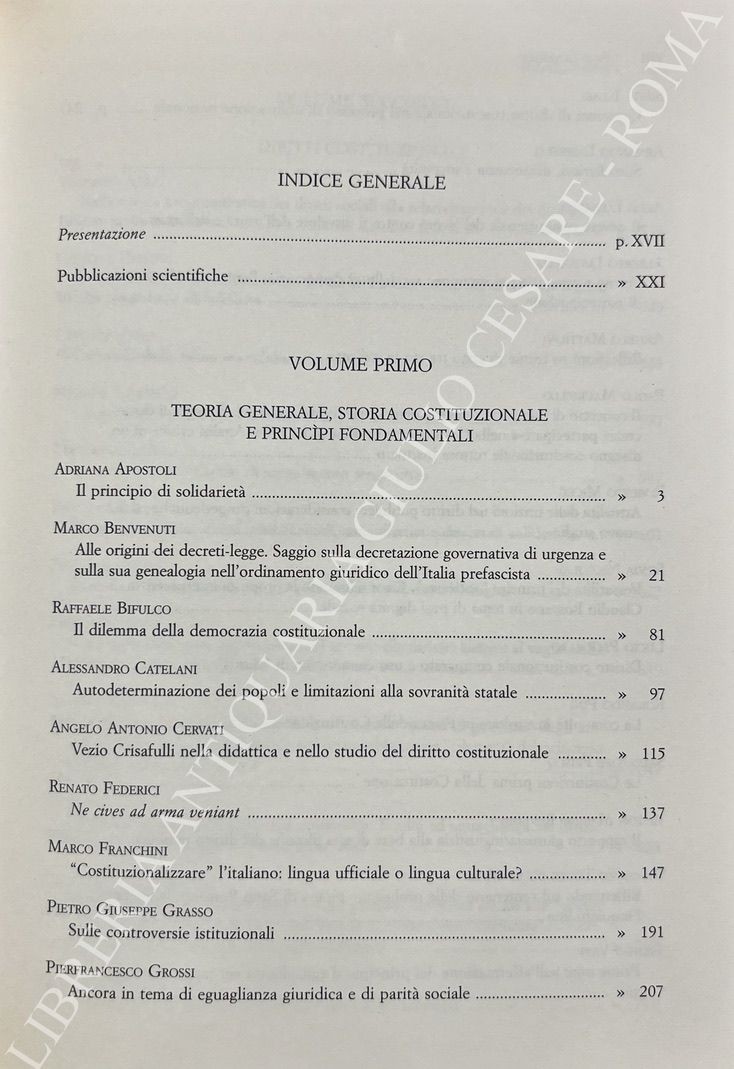 INDICE GENERALE
Presentazione ........ p. XVII
Pubblicazioni scientifiche ........ » XXI
VOLUME PRIMO
TEORIA GENERALE, STORIA COSTITUZIONALE
E PRINCÌPI FONDAMENTALI
ADRIANA APOSTOLI
Il principio di solidarietà ........ » 3
MARCO BENVENUTI
Alle origini dei decreti-legge. Saggio sulla decretazione governativa di urgenza e
sulla sua genealogia nell'ordinamento giuridico dell'Italia prefascista ........ » 21
RAFFAELE BIFULCO
Il dilemma della democrazia costituzionale ........ » 81
ALESSANDRO CATELANI
Autodeterminazione dei popoli e limitazioni alla sovranità statale ........ » 97
ANGELO ANTONIO CERVATI
Vezio Crisafulli nella didattica e nello studio del diritto costituzionale ........ » 115
RENATO FEDERICI
Ne cives ad arma veniant ........ » 137
MARCO FRANCHINI
"Costituzionalizzare" l'italiano: lingua ufficiale o lingua culturale? ........ » 147
PIETRO GIUSEPPE GRASSO
Sulle controversie istituzionali ........ » 191
PIERFRANCESCO GROSSI
Ancora in tema di eguaglianza giuridica e di parità sociale ........ » 207
LIBRERIA ANTIQUARIA GIULIO CESARE - ROMA